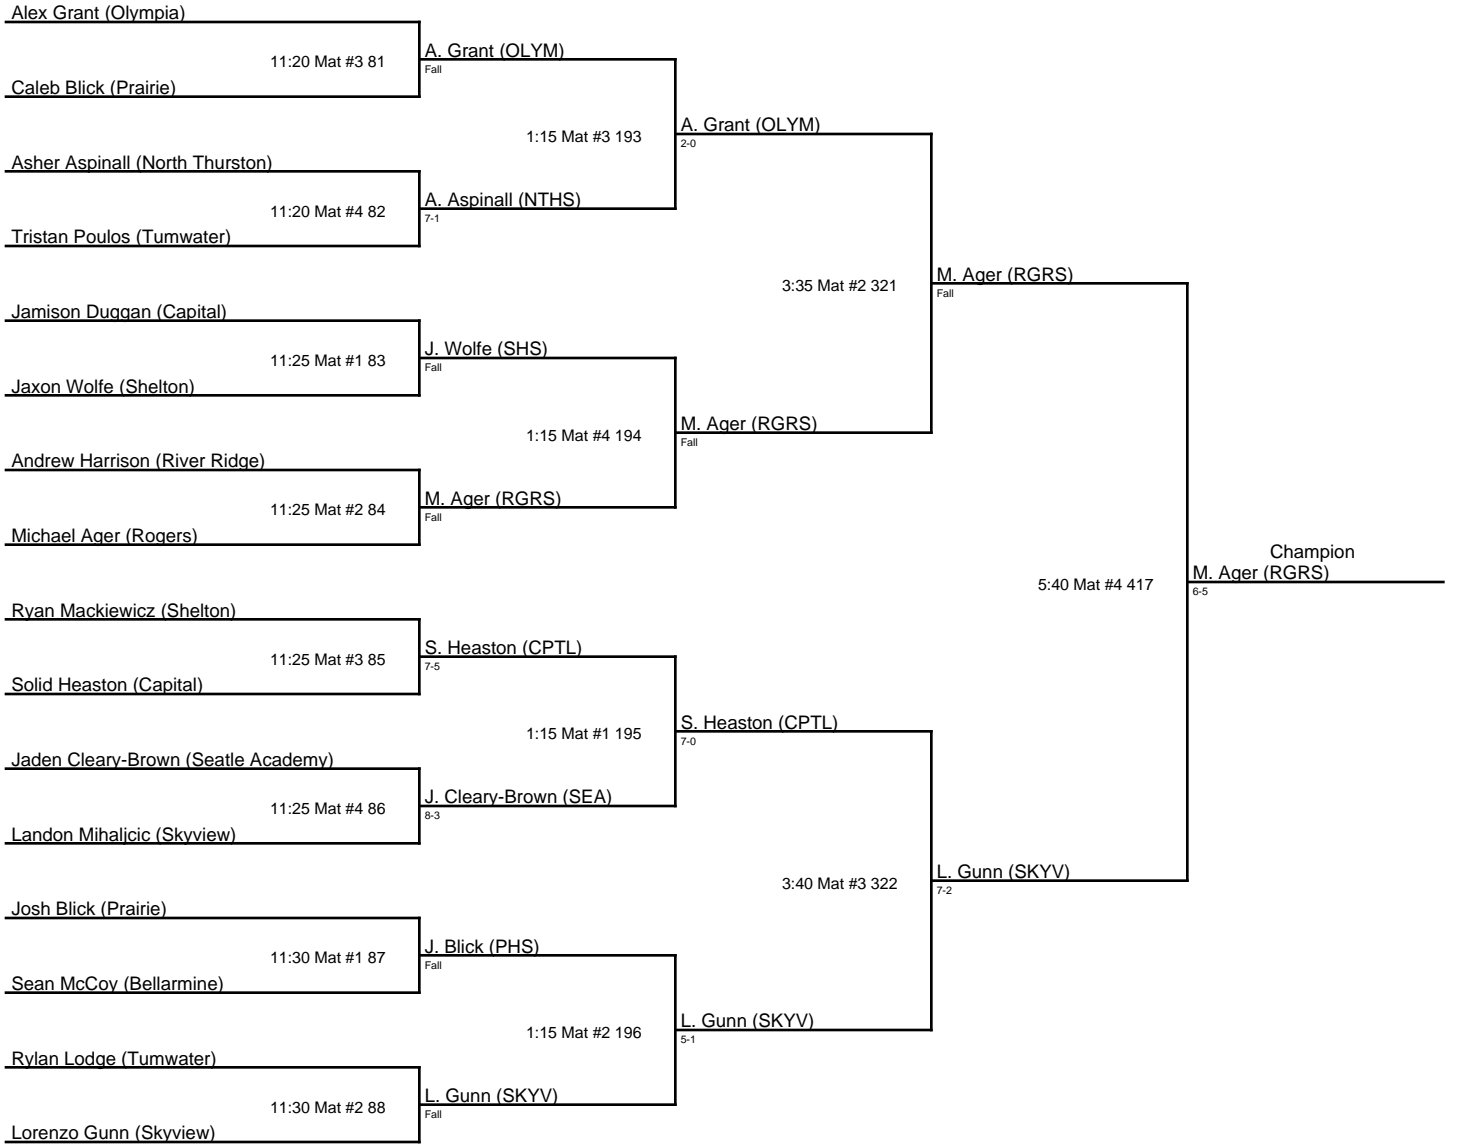 Alex Grant (Olympia)
11:20 Mat #3 81
A. Grant (OLYM)
Fall
Caleb Blick (Prairie)
1:15 Mat #3 193
A. Grant (OLYM)
2-0
Asher Aspinall (North Thurston)
11:20 Mat #4 82
A. Aspinall (NTHS)
7-1
Tristan Poulos (Tumwater)
3:35 Mat #2 321
M. Ager (RGRS)
Fall
Jamison Duggan (Capital)
11:25 Mat #1 83
J. Wolfe (SHS)
Fall
Jaxon Wolfe (Shelton)
1:15 Mat #4 194
M. Ager (RGRS)
Fall
Andrew Harrison (River Ridge)
11:25 Mat #2 84
M. Ager (RGRS)
Fall
Michael Ager (Rogers)
5:40 Mat #4 417
Champion
M. Ager (RGRS)
6-5
Ryan Mackiewicz (Shelton)
11:25 Mat #3 85
S. Heaston (CPTL)
7-5
Solid Heaston (Capital)
1:15 Mat #1 195
S. Heaston (CPTL)
7-0
Jaden Cleary-Brown (Seatle Academy)
11:25 Mat #4 86
J. Cleary-Brown (SEA)
8-3
Landon Mihaljcic (Skyview)
3:40 Mat #3 322
L. Gunn (SKYV)
7-2
Josh Blick (Prairie)
11:30 Mat #1 87
J. Blick (PHS)
Fall
Sean McCoy (Bellarmine)
1:15 Mat #2 196
L. Gunn (SKYV)
5-1
Rylan Lodge (Tumwater)
11:30 Mat #2 88
L. Gunn (SKYV)
Fall
Lorenzo Gunn (Skyview)